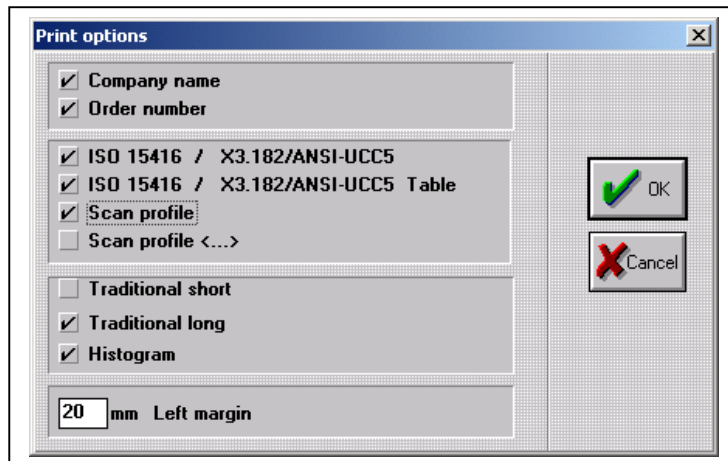 Print options
Company name
Order number
ISO 15416 / X3.182/ANSI-UCC5
ISO 15416 / X3.182/ANSI-UCC5 Table
Scan profile
Scan profile <...>
Traditional short
Traditional long
Histogram
20 mm Left margin
OK
Cancel